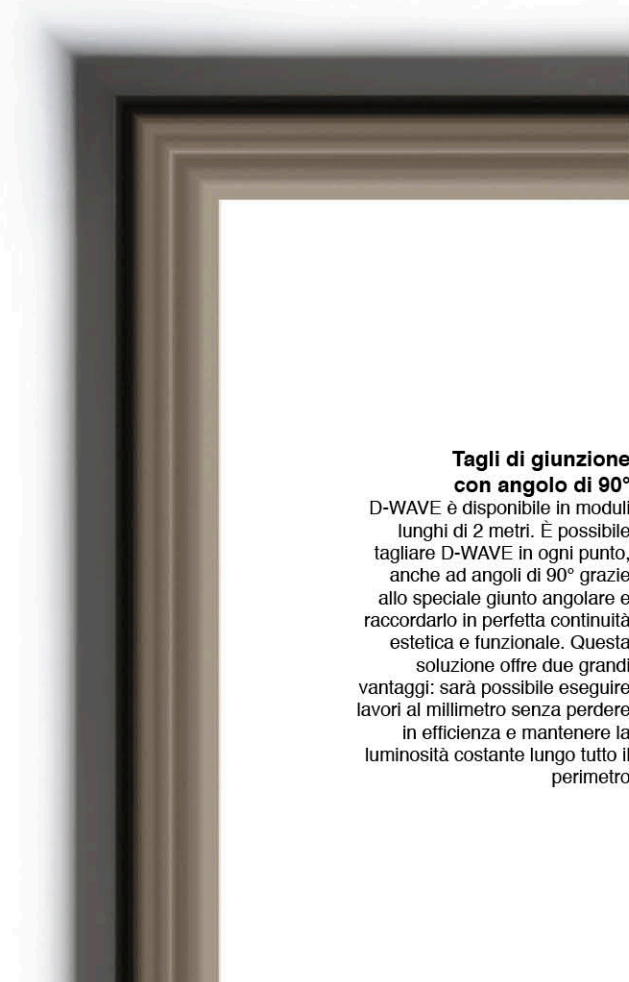 Tagli di giunzione
con angolo di 90°
D-WAVE è disponibile in moduli
lunghi di 2 metri. È possibile
tagliare D-WAVE in ogni punto,
anche ad angoli di 90° grazie
allo speciale giunto angolare e
raccordarlo in perfetta continuità
estetica e funzionale. Questa
soluzione offre due grandi
vantaggi: sarà possibile eseguire
lavori al millimetro senza perdere
in efficienza e mantenere la
luminosità costante lungo tutto il
perimetro